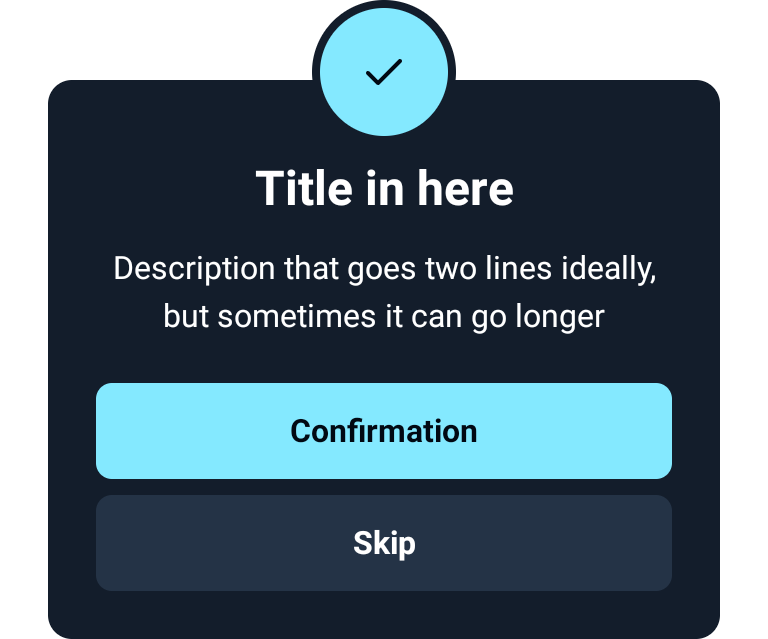 Title in here
Description that goes two lines ideally,
but sometimes it can go longer
Confirmation
Skip